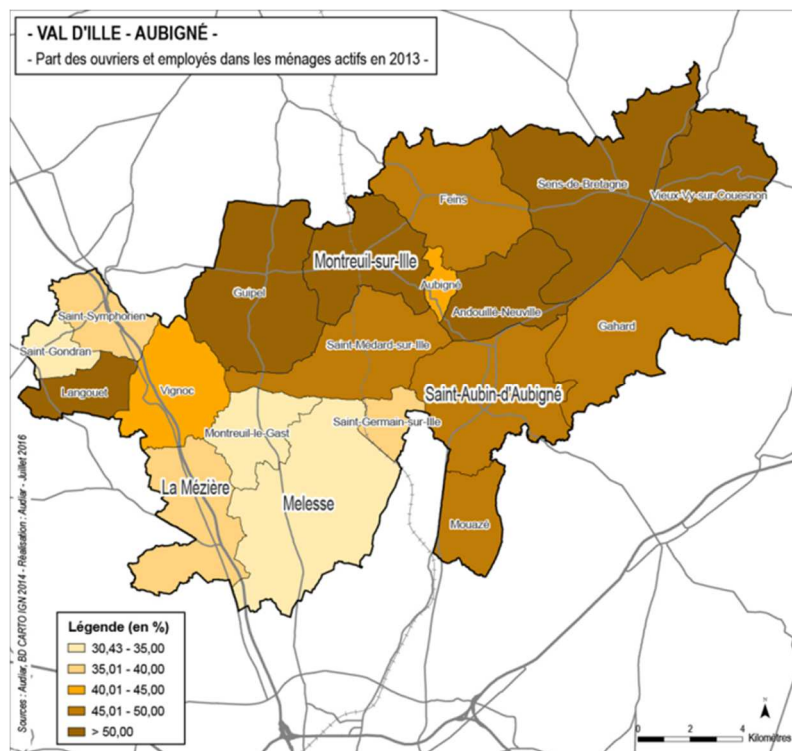 - VAL D'ILLE - AUBIGNÉ -
- Part des ouvriers et employés dans les ménages actifs en 2013 -
Sens-de-Bretagne
Vieux-Vy-sur-Couesnon
Feins
Montreuil-sur-Ille
Aubigné
Guipel
Andouillé-Neuville
Saint-Symphorien
Gahard
Saint-Médard-sur-Ille
Saint-Gondran
Langouet
Vignoc
Saint-Aubin-d'Aubigné
Saint-Germain-sur-Ille
Montreuil-le-Gast
La Mézière
Melesse
Mouazé
Légende (en %)
30,43 - 35,00
35,01 - 40,00
40,01 - 45,00
45,01 - 50,00
> 50,00
Sources : Audiar, BD CARTO IGN 2014 - Réalisation : Audiar - Juillet 2016
N
0 2 4
Kilomètres